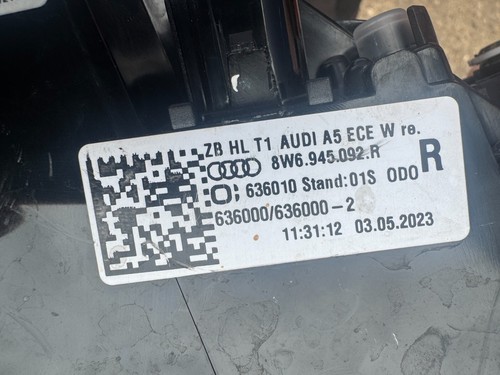 ZB HL T1 AUDI A5 ECE W re.
8W6.945.092.R
R
636010 Stand:01S ODO
636000/636000-2
11:31:12 03.05.2023